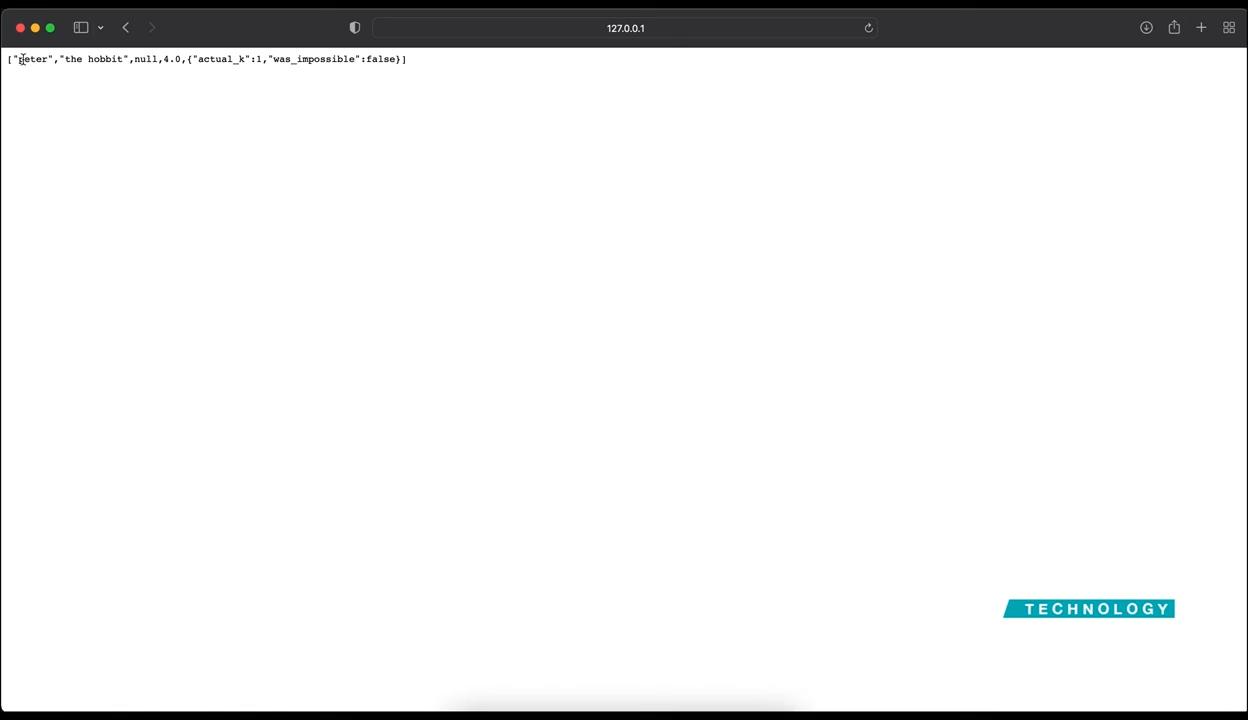 127.0.0.1
["peter","the hobbit",null,4.0,{"actual_k":1,"was_impossible":false}]
TECHNOLOGY